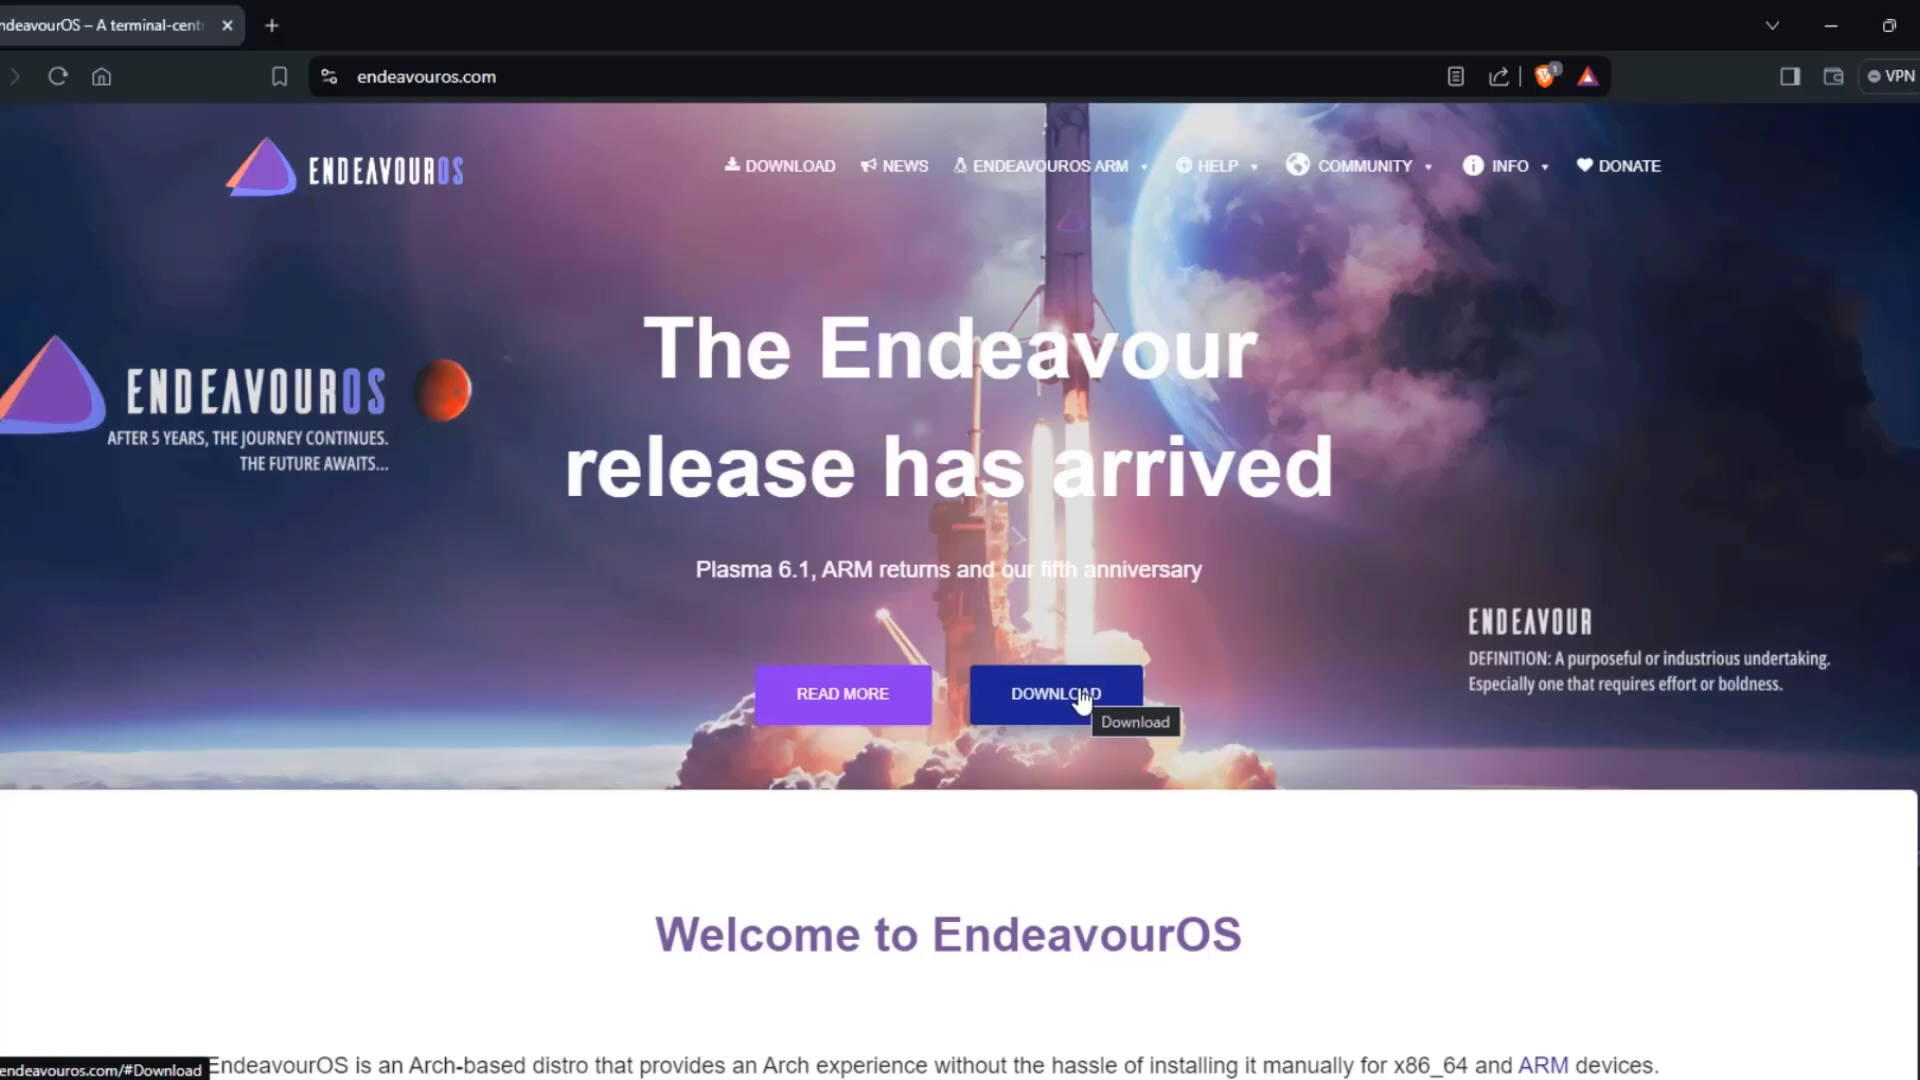 ndeavourOS – A terminal-cent
endeavouros.com
1
VPN
ENDEAVOUROS
DOWNLOAD
NEWS
ENDEAVOUROS ARM
HELP
COMMUNITY
INFO
DONATE
The Endeavour
release has arrived
ENDEAVOUROS
AFTER 5 YEARS, THE JOURNEY CONTINUES.
THE FUTURE AWAITS...
Plasma 6.1, ARM returns and our fifth anniversary
ENDEAVOUR
DEFINITION: A purposeful or industrious undertaking.
Especially one that requires effort or boldness.
READ MORE
DOWNLOAD
Download
Welcome to EndeavourOS
EndeavourOS is an Arch-based distro that provides an Arch experience without the hassle of installing it manually for x86_64 and ARM devices.
endeavouros.com/#Download